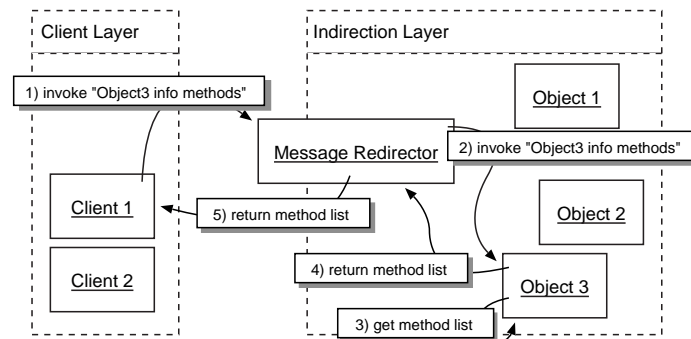 Client Layer
Indirection Layer
1) invoke "Object3 info methods"
Object 1
Message Redirector
2) invoke "Object3 info methods"
Client 1
5) return method list
Object 2
Client 2
4) return method list
Object 3
3) get method list